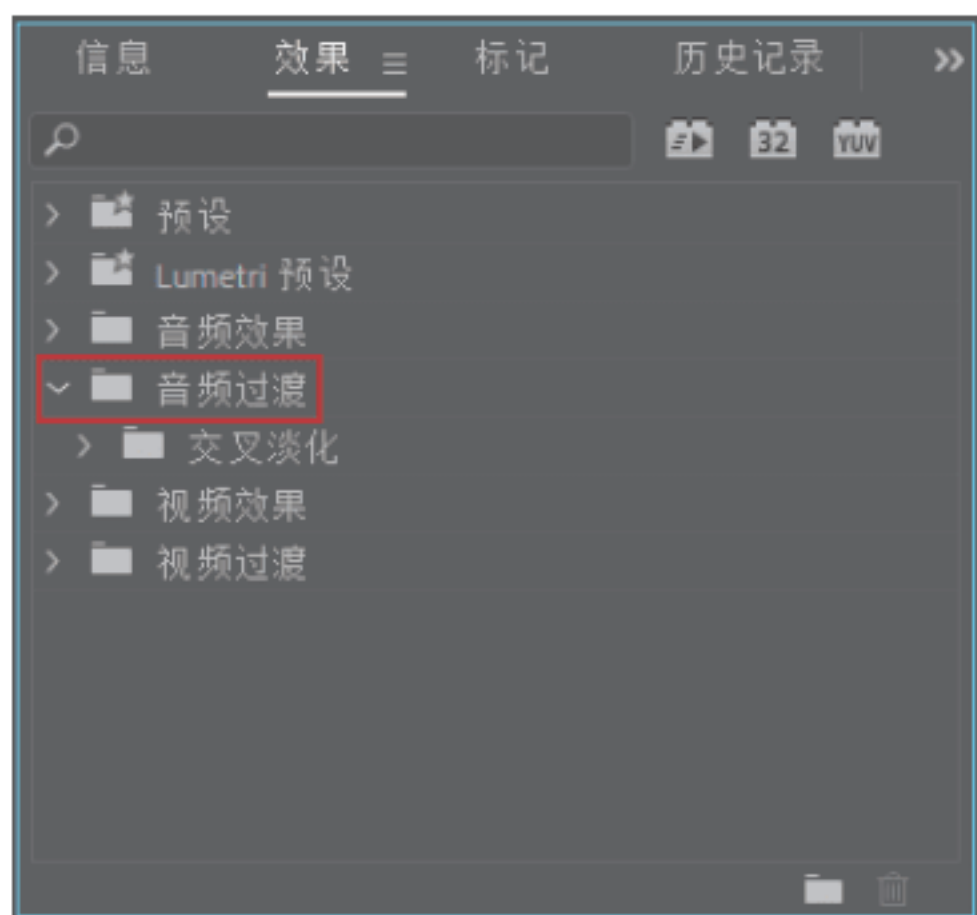 信息 效果 标记 历史记录
32 YUV
预设
Lumetri 预设
音频效果
音频过渡
交叉淡化
视频效果
视频过渡